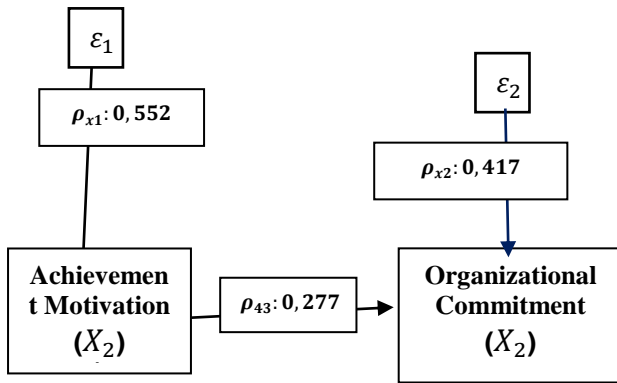 ε₁
ρₓ₁: 0,552
ε₂
ρₓ₂: 0,417
Achievemen
t Motivation
(X₂)
ρ₄₃: 0,277
Organizational
Commitment
(X₂)